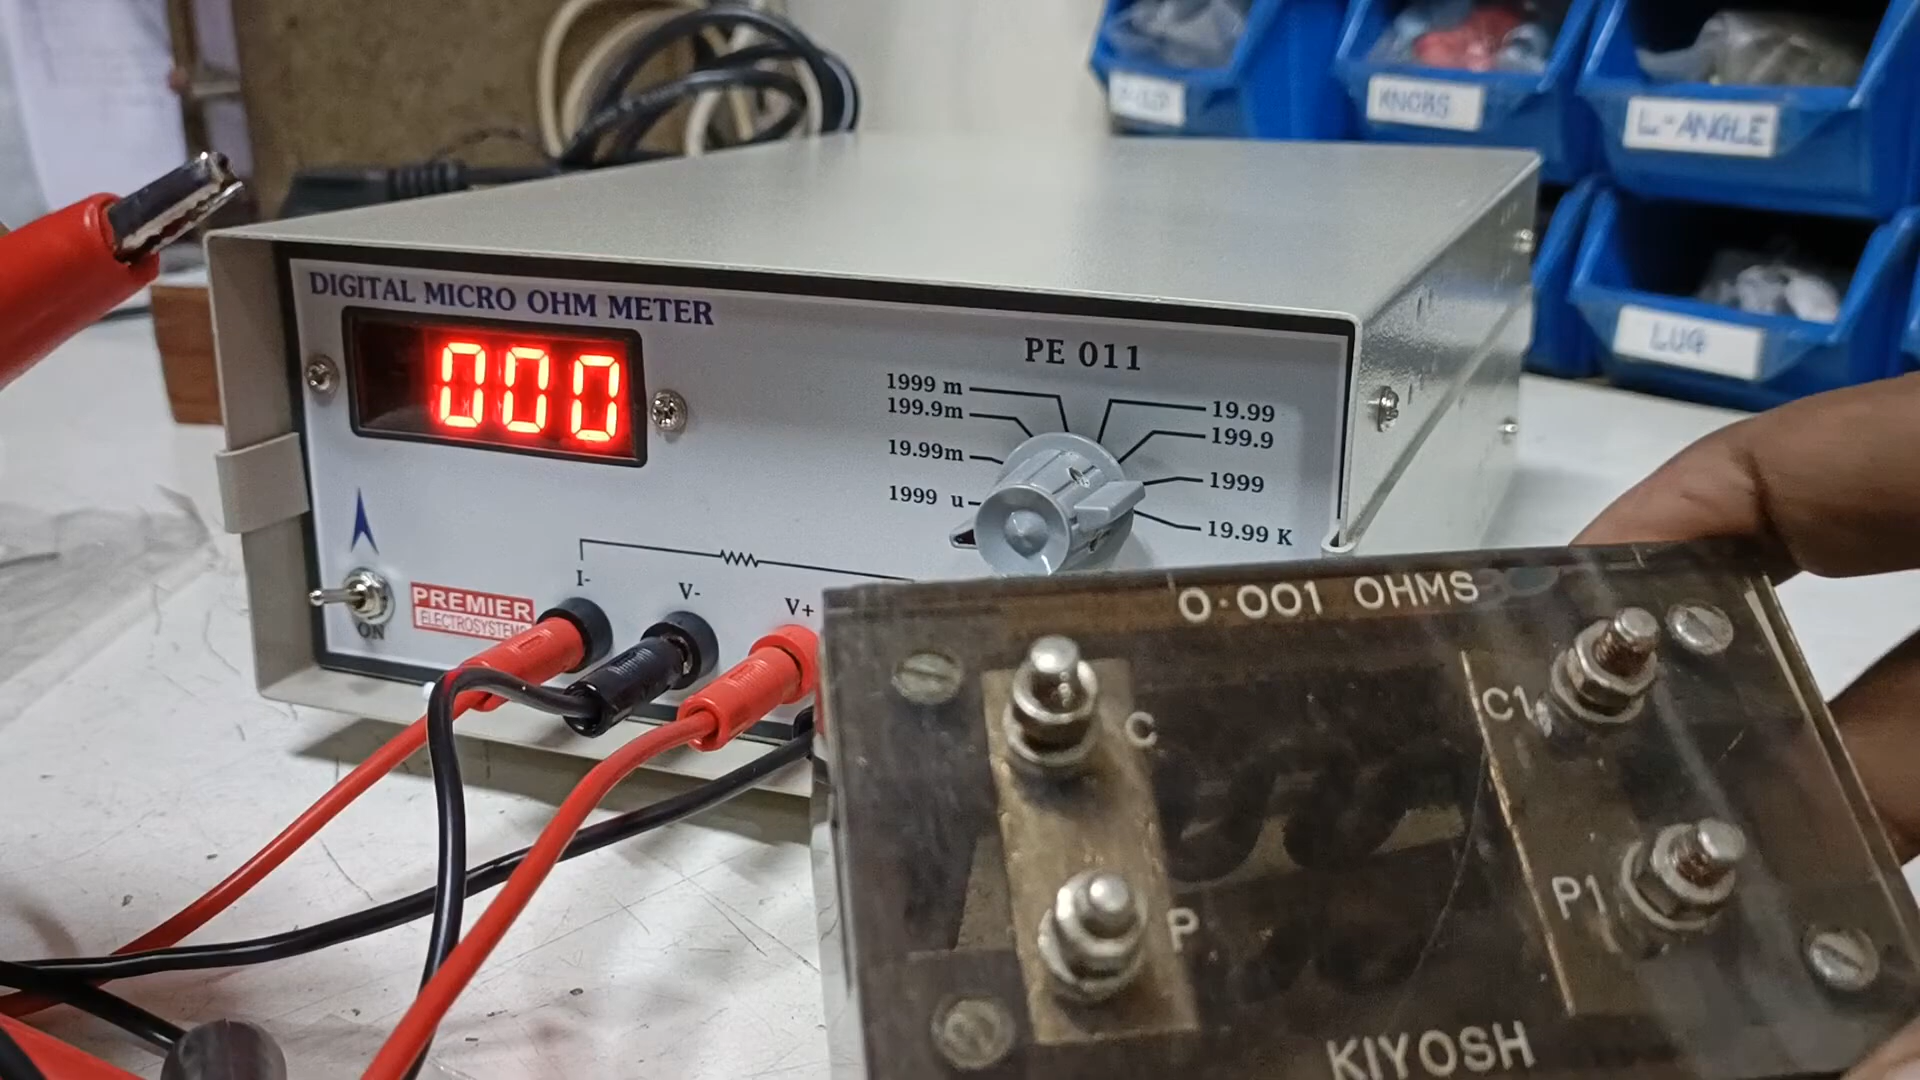 KNOBS
L-ANGLE
LUG
DIGITAL MICRO OHM METER
000
PE 011
1999 m
199.9m
19.99m
1999 u
19.99
199.9
1999
19.99 K
I-
V-
V+
ON
PREMIER
ELECTROSYSTEMS
0.001 OHMS
C
C1
P
P1
KIYOSH